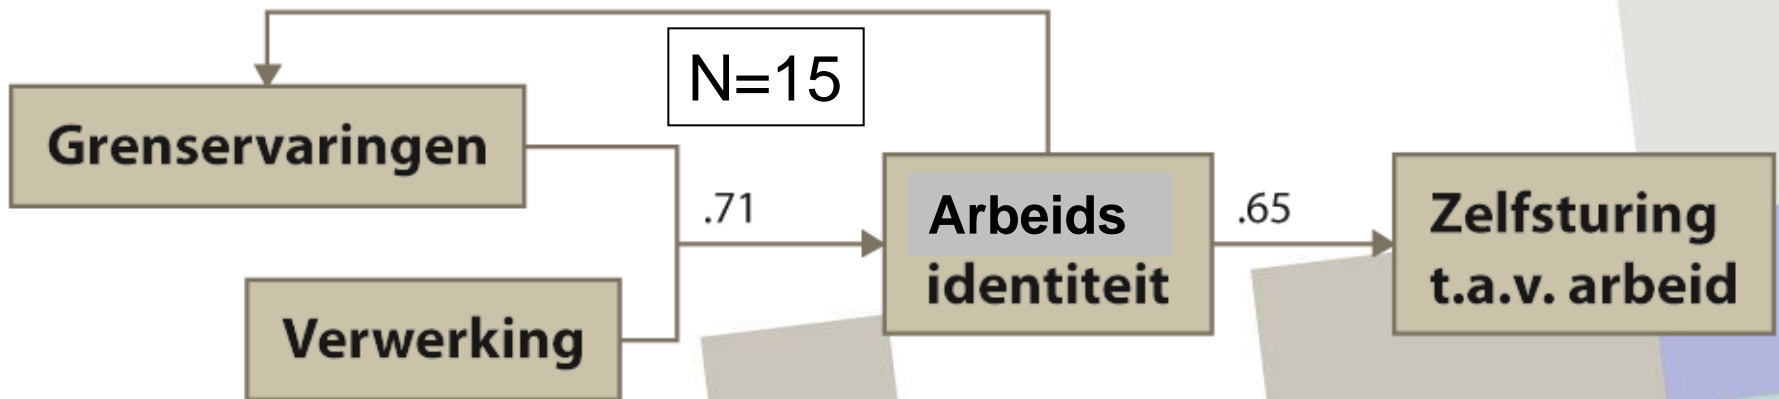 N=15
Grenservaringen
.71
Arbeids
identiteit
.65
Zelfsturing
t.a.v. arbeid
Verwerking